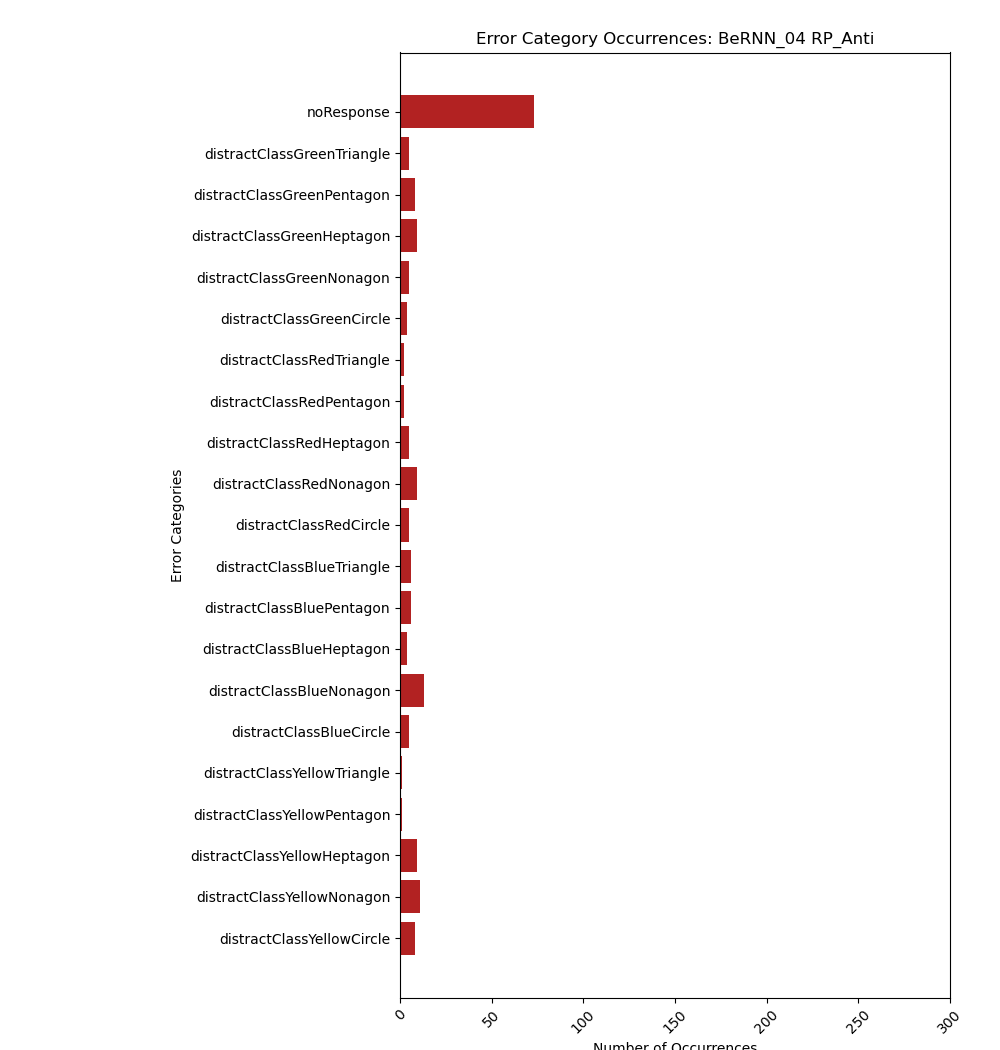 Error Category Occurrences: BeRNN_04 RP_Anti
noResponse
distractClassGreenTriangle
distractClassGreenPentagon
distractClassGreenHeptagon
distractClassGreenNonagon
distractClassGreenCircle
distractClassRedTriangle
distractClassRedPentagon
distractClassRedHeptagon
distractClassRedNonagon
distractClassRedCircle
distractClassBlueTriangle
distractClassBluePentagon
distractClassBlueHeptagon
distractClassBlueNonagon
distractClassBlueCircle
distractClassYellowTriangle
distractClassYellowPentagon
distractClassYellowHeptagon
distractClassYellowNonagon
distractClassYellowCircle
Error Categories
0 50 100 150 200 250 300
Number of Occurrences